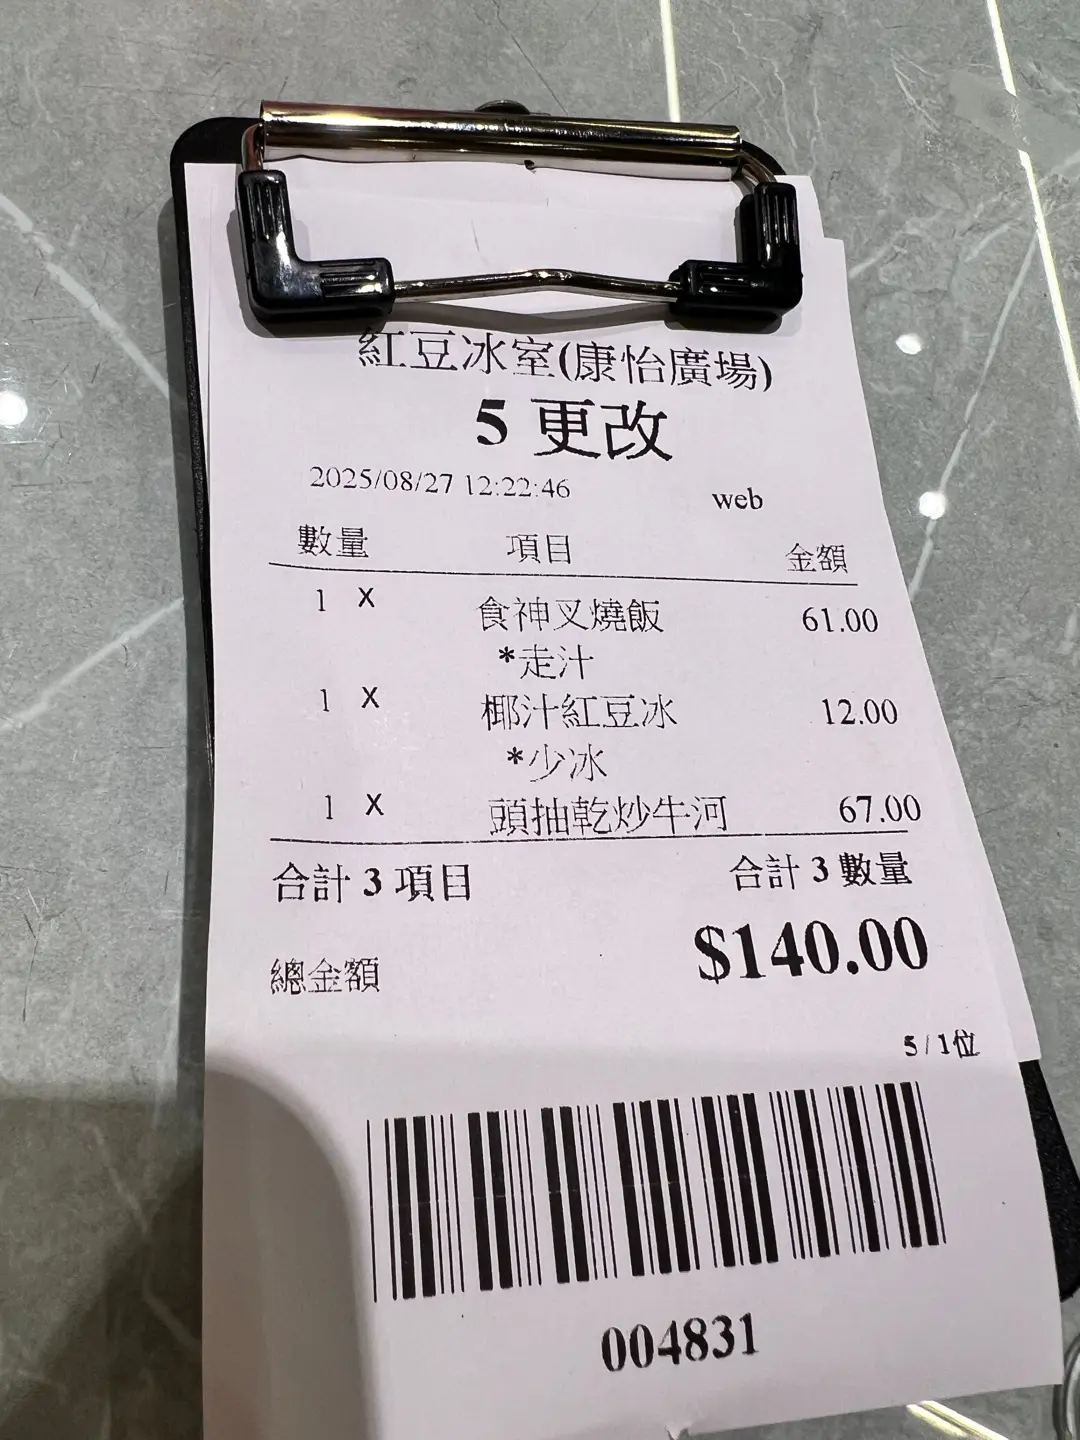 紅豆冰室(康怡廣場)
5 更改
2025/08/27 12:22:46 web
數量 項目 金額
1 X 食神叉燒飯 61.00
*走汁
1 X 椰汁紅豆冰 12.00
*少冰
1 X 頭抽乾炒牛河 67.00
合計 3 項目 合計 3 數量
總金額 $140.00
5 / 1位
004831